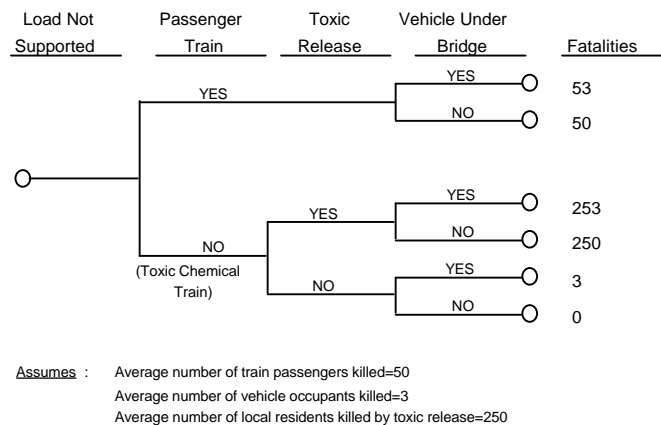 Load Not Supported
Passenger Train
Toxic Release
Vehicle Under Bridge
Fatalities
YES
YES
53
NO
50
YES
YES
253
NO
250
NO
(Toxic Chemical Train)
NO
YES
3
NO
0
Assumes : Average number of train passengers killed=50
Average number of vehicle occupants killed=3
Average number of local residents killed by toxic release=250